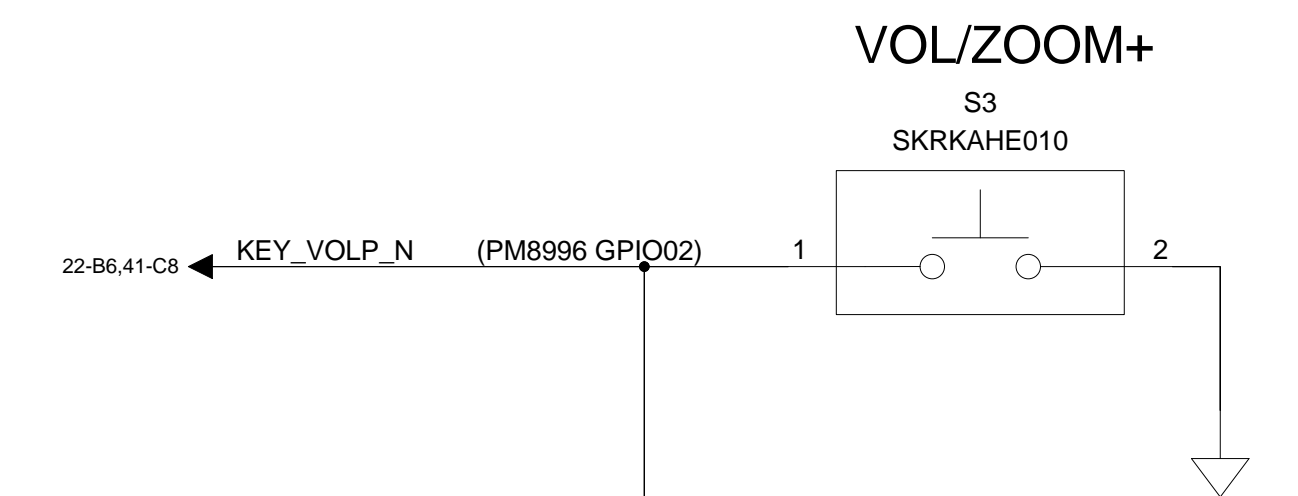 VOL/ZOOM+
S3
SKRKAHE010
22-B6,41-C8 KEY_VOLP_N (PM8996 GPIO02) 1 2